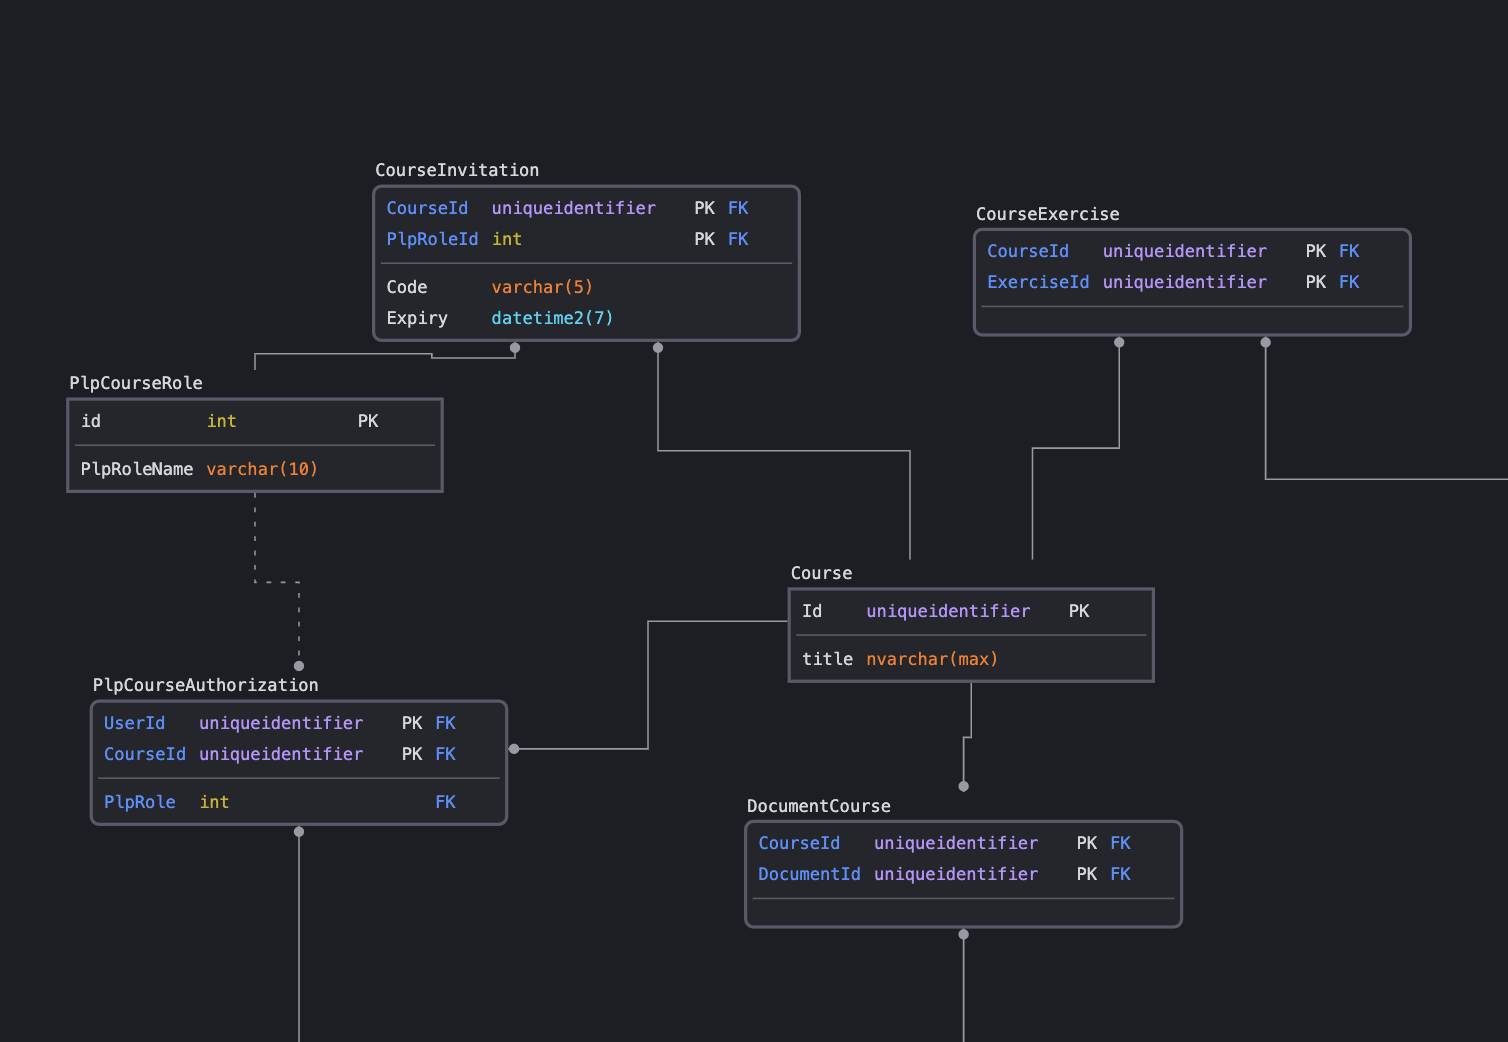 CourseInvitation
CourseId uniqueidentifier PK FK
PlpRoleId int PK FK
Code varchar(5)
Expiry datetime2(7)
CourseExercise
CourseId uniqueidentifier PK FK
ExerciseId uniqueidentifier PK FK
PlpCourseRole
id int PK
PlpRoleName varchar(10)
Course
Id uniqueidentifier PK
title nvarchar(max)
PlpCourseAuthorization
UserId uniqueidentifier PK FK
CourseId uniqueidentifier PK FK
PlpRole int FK
DocumentCourse
CourseId uniqueidentifier PK FK
DocumentId uniqueidentifier PK FK